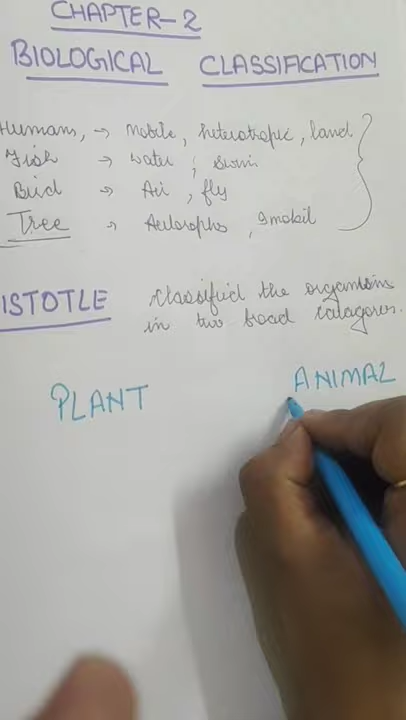 CHAPTER-2
BIOLOGICAL CLASSIFICATION
Humans, → mobile, heterotropic, land
Fish → water ; swim
Bird → Air , fly
Tree → Autotrophs , Immobil
ISTOTLE classified the organisms
in two broad catagores.
PLANT ANIMAL